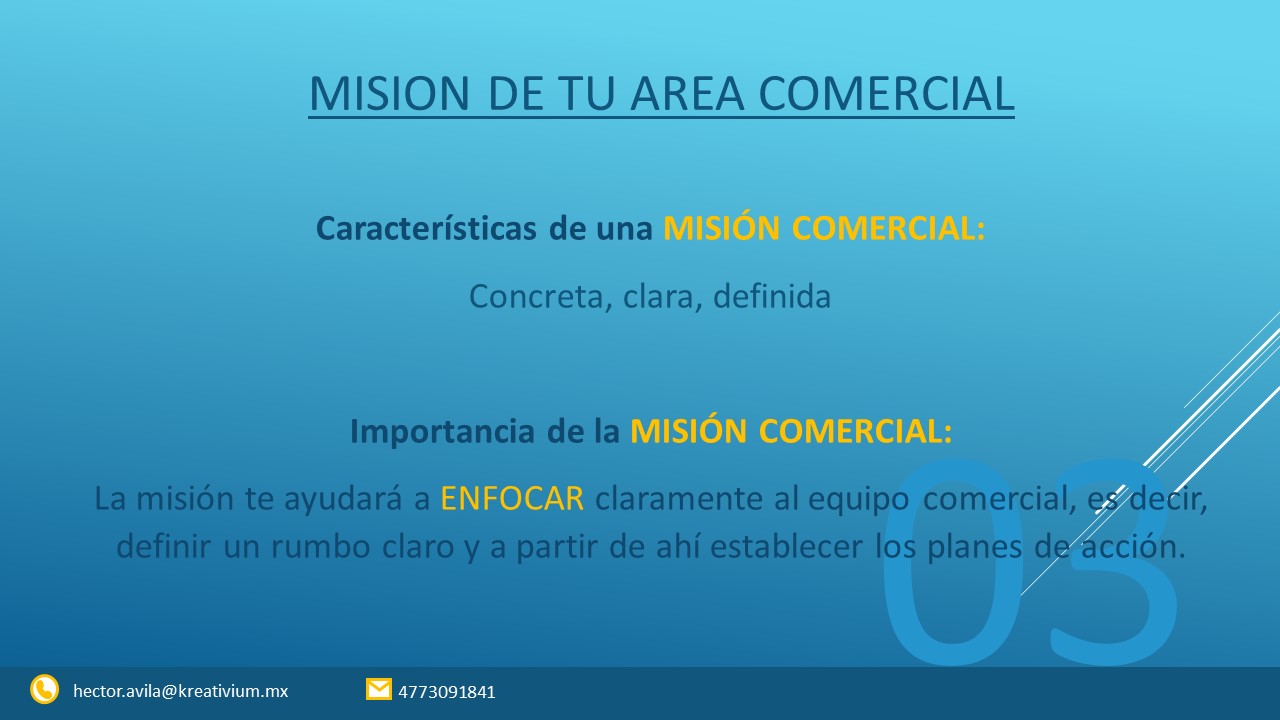 MISION DE TU AREA COMERCIAL
Características de una MISIÓN COMERCIAL:
Concreta, clara, definida
Importancia de la MISIÓN COMERCIAL:
La misión te ayudará a ENFOCAR claramente al equipo comercial, es decir,
definir un rumbo claro y a partir de ahí establecer los planes de acción.
03
hector.avila@kreativium.mx 4773091841